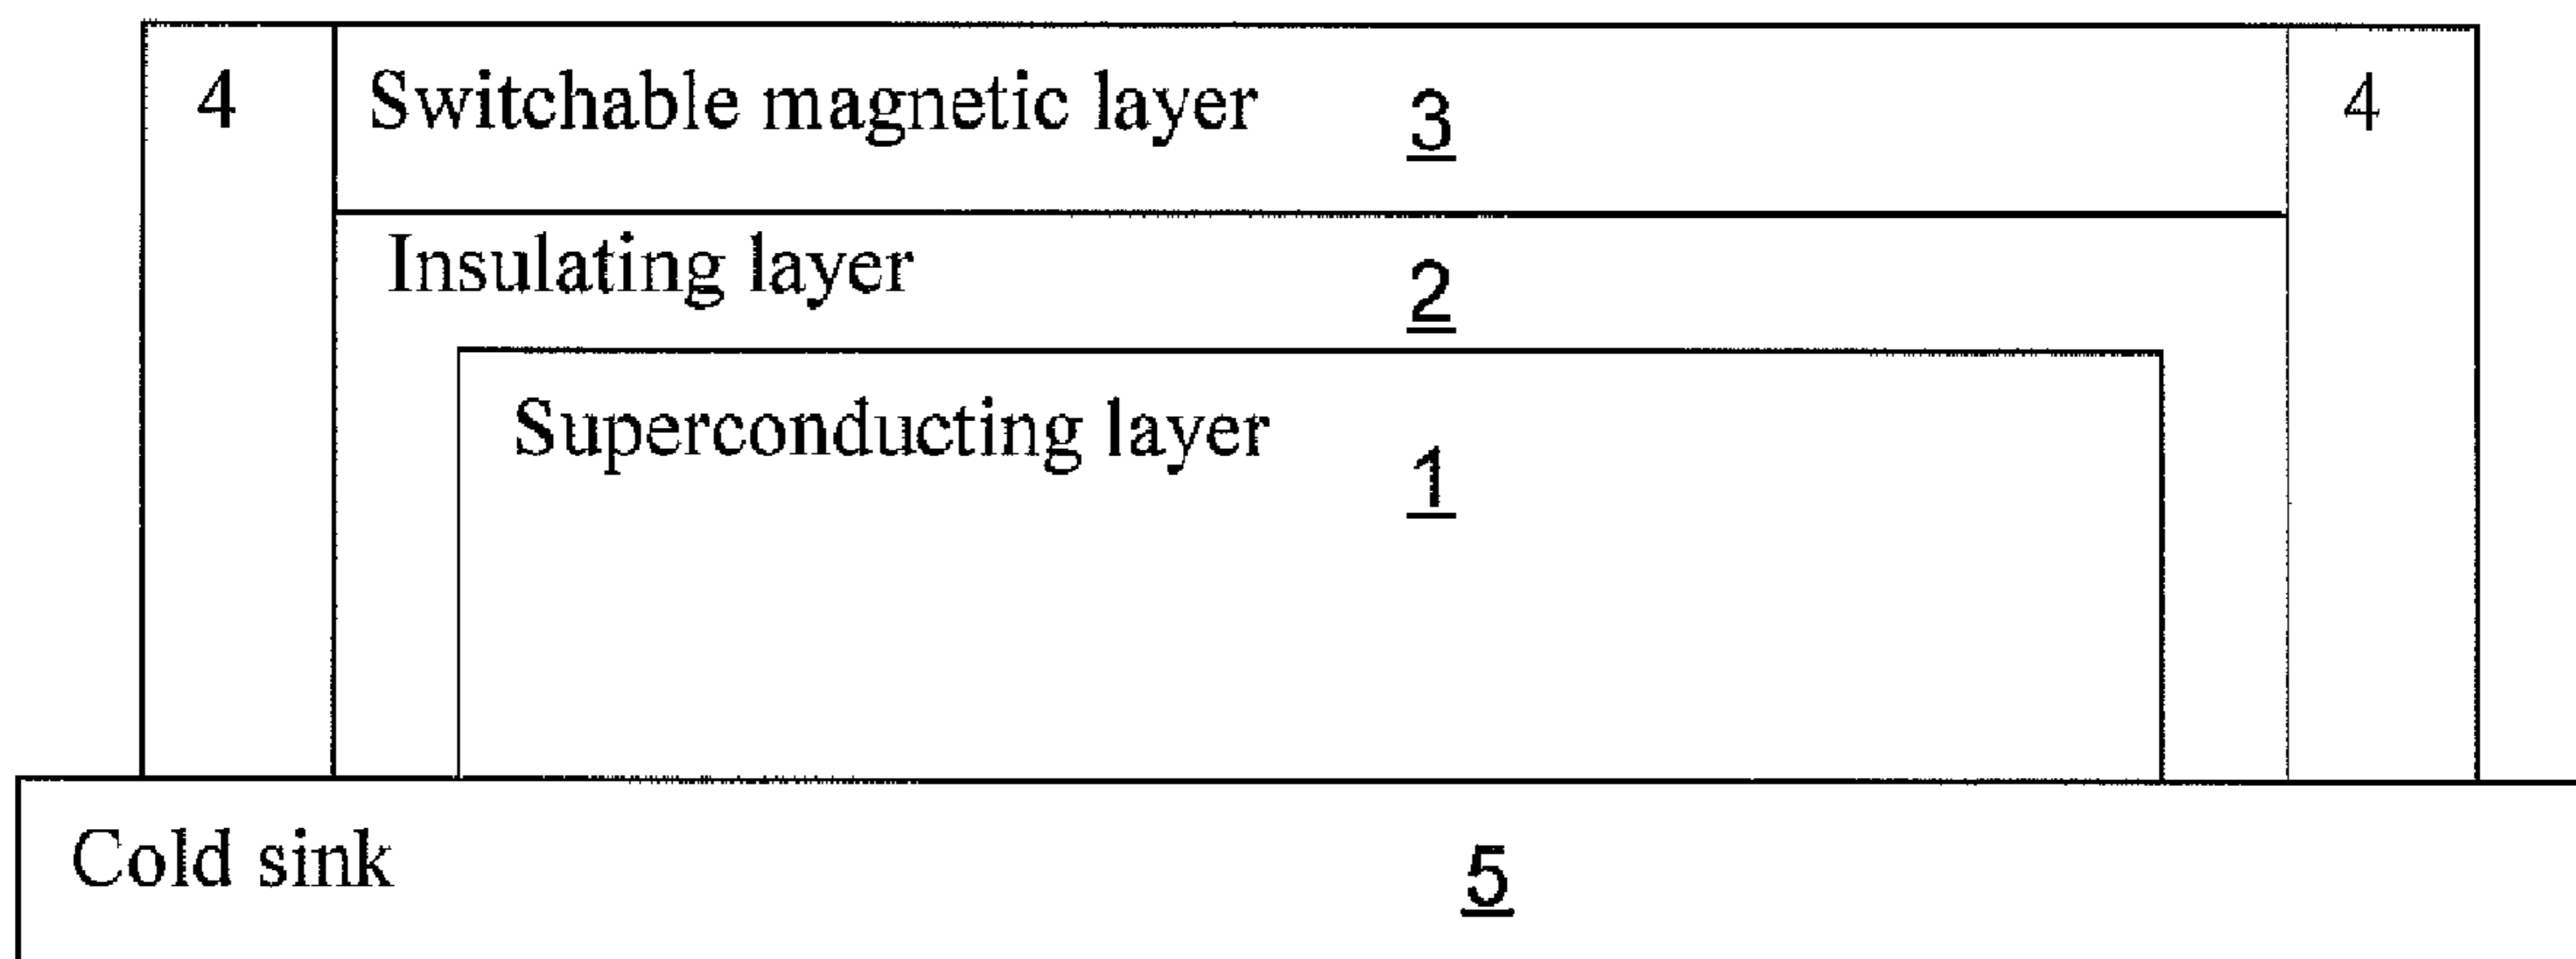 4 Switchable magnetic layer 3 4
Insulating layer 2
Superconducting layer 1
Cold sink 5